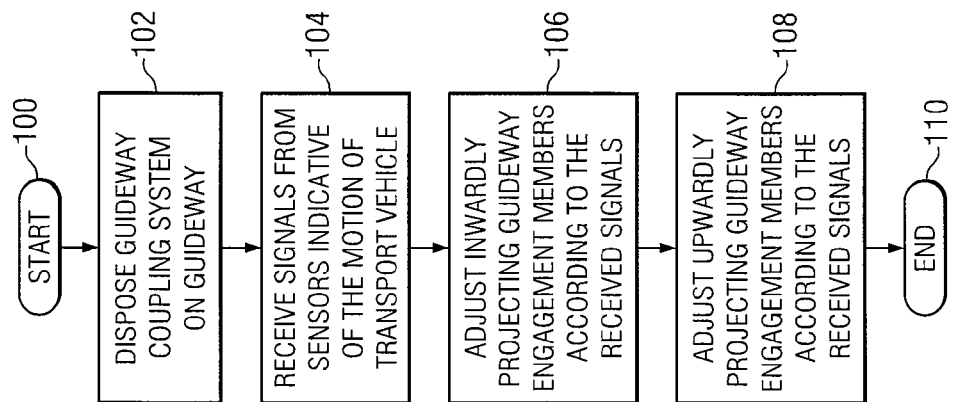 START
100
DISPOSE GUIDEWAY
COUPLING SYSTEM
ON GUIDEWAY
102
RECEIVE SIGNALS FROM
SENSORS INDICATIVE
OF THE MOTION OF
TRANSPORT VEHICLE
104
ADJUST INWARDLY
PROJECTING GUIDEWAY
ENGAGEMENT MEMBERS
ACCORDING TO THE
RECEIVED SIGNALS
106
ADJUST UPWARDLY
PROJECTING GUIDEWAY
ENGAGEMENT MEMBERS
ACCORDING TO THE
RECEIVED SIGNALS
108
END
110